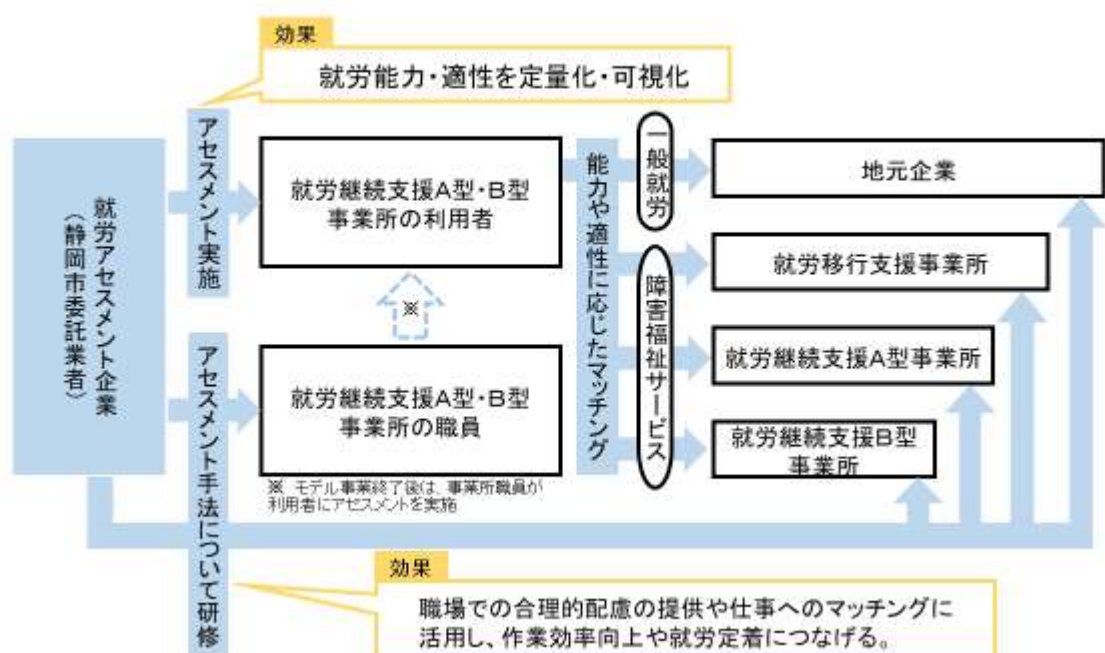 効果
就労能力・適性を定量化・可視化
就労アセスメント企業
（静岡市委託業者）
アセスメント実施
就労継続支援A型・B型
事業所の利用者
※
アセスメント手法について研修
就労継続支援A型・B型
事業所の職員
※ モデル事業終了後は、事業所職員が
利用者にアセスメントを実施
能力や適性に応じたマッチング
一般就労
障害福祉サービス
地元企業
就労移行支援事業所
就労継続支援A型事業所
就労継続支援B型
事業所
効果
職場での合理的配慮の提供や仕事へのマッチングに
活用し、作業効率向上や就労定着につなげる。